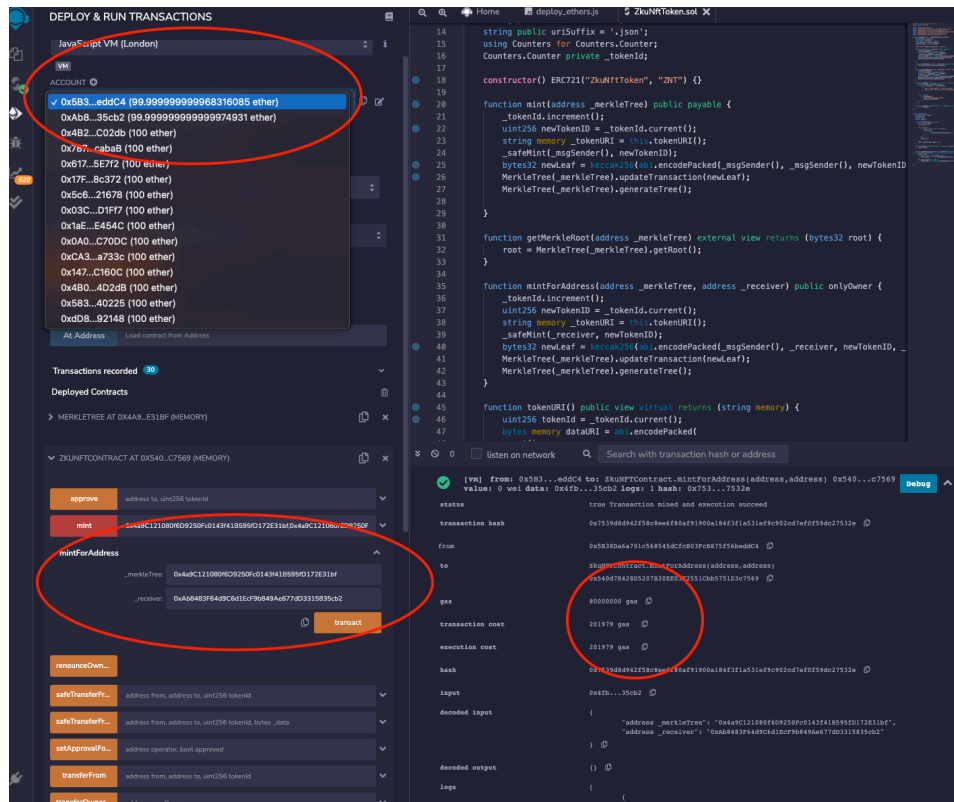 DEPLOY & RUN TRANSACTIONS
JavaScript VM (London)
VM
ACCOUNT
0x5B3...eddC4 (99.999999999968316085 ether)
0xAb8...35cb2 (99.999999999999974931 ether)
0x4B2...C02db (100 ether)
0x787...cabaB (100 ether)
0x617...5E7f2 (100 ether)
0x17F...8c372 (100 ether)
0x5c6...21678 (100 ether)
0x03C...D1Ff7 (100 ether)
0x1aE...E454C (100 ether)
0x0A0...C70DC (100 ether)
0xCA3...a733c (100 ether)
0x147...C160C (100 ether)
0x4B0...4D2dB (100 ether)
0x583...40225 (100 ether)
0xdD8...92148 (100 ether)
At Address Load contract from Address
Transactions recorded 30
Deployed Contracts
MERKLETREE AT 0X4A9...E31BF (MEMORY)
ZKUNFTCONTRACT AT 0X540...C7569 (MEMORY)
approve address to, uint256 tokenId
mint
mintForAddress
_merkleTree: 0x4a9C121080f6D9250Fc0143f41B595fD172E31bf
_receiver: 0xAb8483F64d9C6d1EcF9b849Ae677dD3315835cb2
transact
renounceOwn...
safeTransferFr... address from, address to, uint256 tokenId
safeTransferFr... address from, address to, uint256 tokenId, bytes _data
setApprovalFo... address operator, bool approved
transferFrom address from, address to, uint256 tokenId
transferOwner...
520
Home deploy_ethers.js ZkuNftToken.sol
14 string public uriSuffix = '.json';
15 using Counters for Counters.Counter;
16 Counters.Counter private _tokenId;
17
18 constructor() ERC721("ZkuNftToken", "ZNT") {}
19
20 function mint(address _merkleTree) public payable {
21 _tokenId.increment();
22 uint256 newTokenID = _tokenId.current();
23 string memory _tokenURI = this.tokenURI();
24 _safeMint(_msgSender(), newTokenID);
25 bytes32 newLeaf = keccak256(abi.encodePacked(_msgSender(), _msgSender(), newTokenID
26 MerkleTree(_merkleTree).updateTransaction(newLeaf);
27 MerkleTree(_merkleTree).generateTree();
28
29 }
30
31 function getMerkleRoot(address _merkleTree) external view returns (bytes32 root) {
32 root = MerkleTree(_merkleTree).getRoot();
33 }
34
35 function mintForAddress(address _merkleTree, address _receiver) public onlyOwner {
36 _tokenId.increment();
37 uint256 newTokenID = _tokenId.current();
38 string memory _tokenURI = this.tokenURI();
39 _safeMint(_receiver, newTokenID);
40 bytes32 newLeaf = keccak256(abi.encodePacked(_msgSender(), _receiver, newTokenID, _
41 MerkleTree(_merkleTree).updateTransaction(newLeaf);
42 MerkleTree(_merkleTree).generateTree();
43 }
44
45 function tokenURI() public view virtual returns (string memory) {
46 uint256 tokenId = _tokenId.current();
47 bytes memory dataURI = abi.encodePacked(
0 listen on network Search with transaction hash or address
[vm] from: 0x5B3...eddC4 to: ZkuNFTContract.mintForAddress(address,address) 0x540...c7569
value: 0 wei data: 0x4fb...35cb2 logs: 1 hash: 0x753...7532e
Debug
status true Transaction mined and execution succeed
transaction hash
from 0x5B38Da6a701c568545dCfcB03FcB875f56beddC4
to ZkuNFTContract.mintForAddress(address,address)
gas 80000000 gas
transaction cost 201979 gas
execution cost 201979 gas
hash
input 0x4fb...35cb2
decoded input {
"address _merkleTree": "0x4a9C121080f6D9250Fc0143f41B595fD172E31bf",
"address _receiver": "0xAb8483F64d9C6d1EcF9b849Ae677dD3315835cb2"
}
decoded output {}
logs [
{